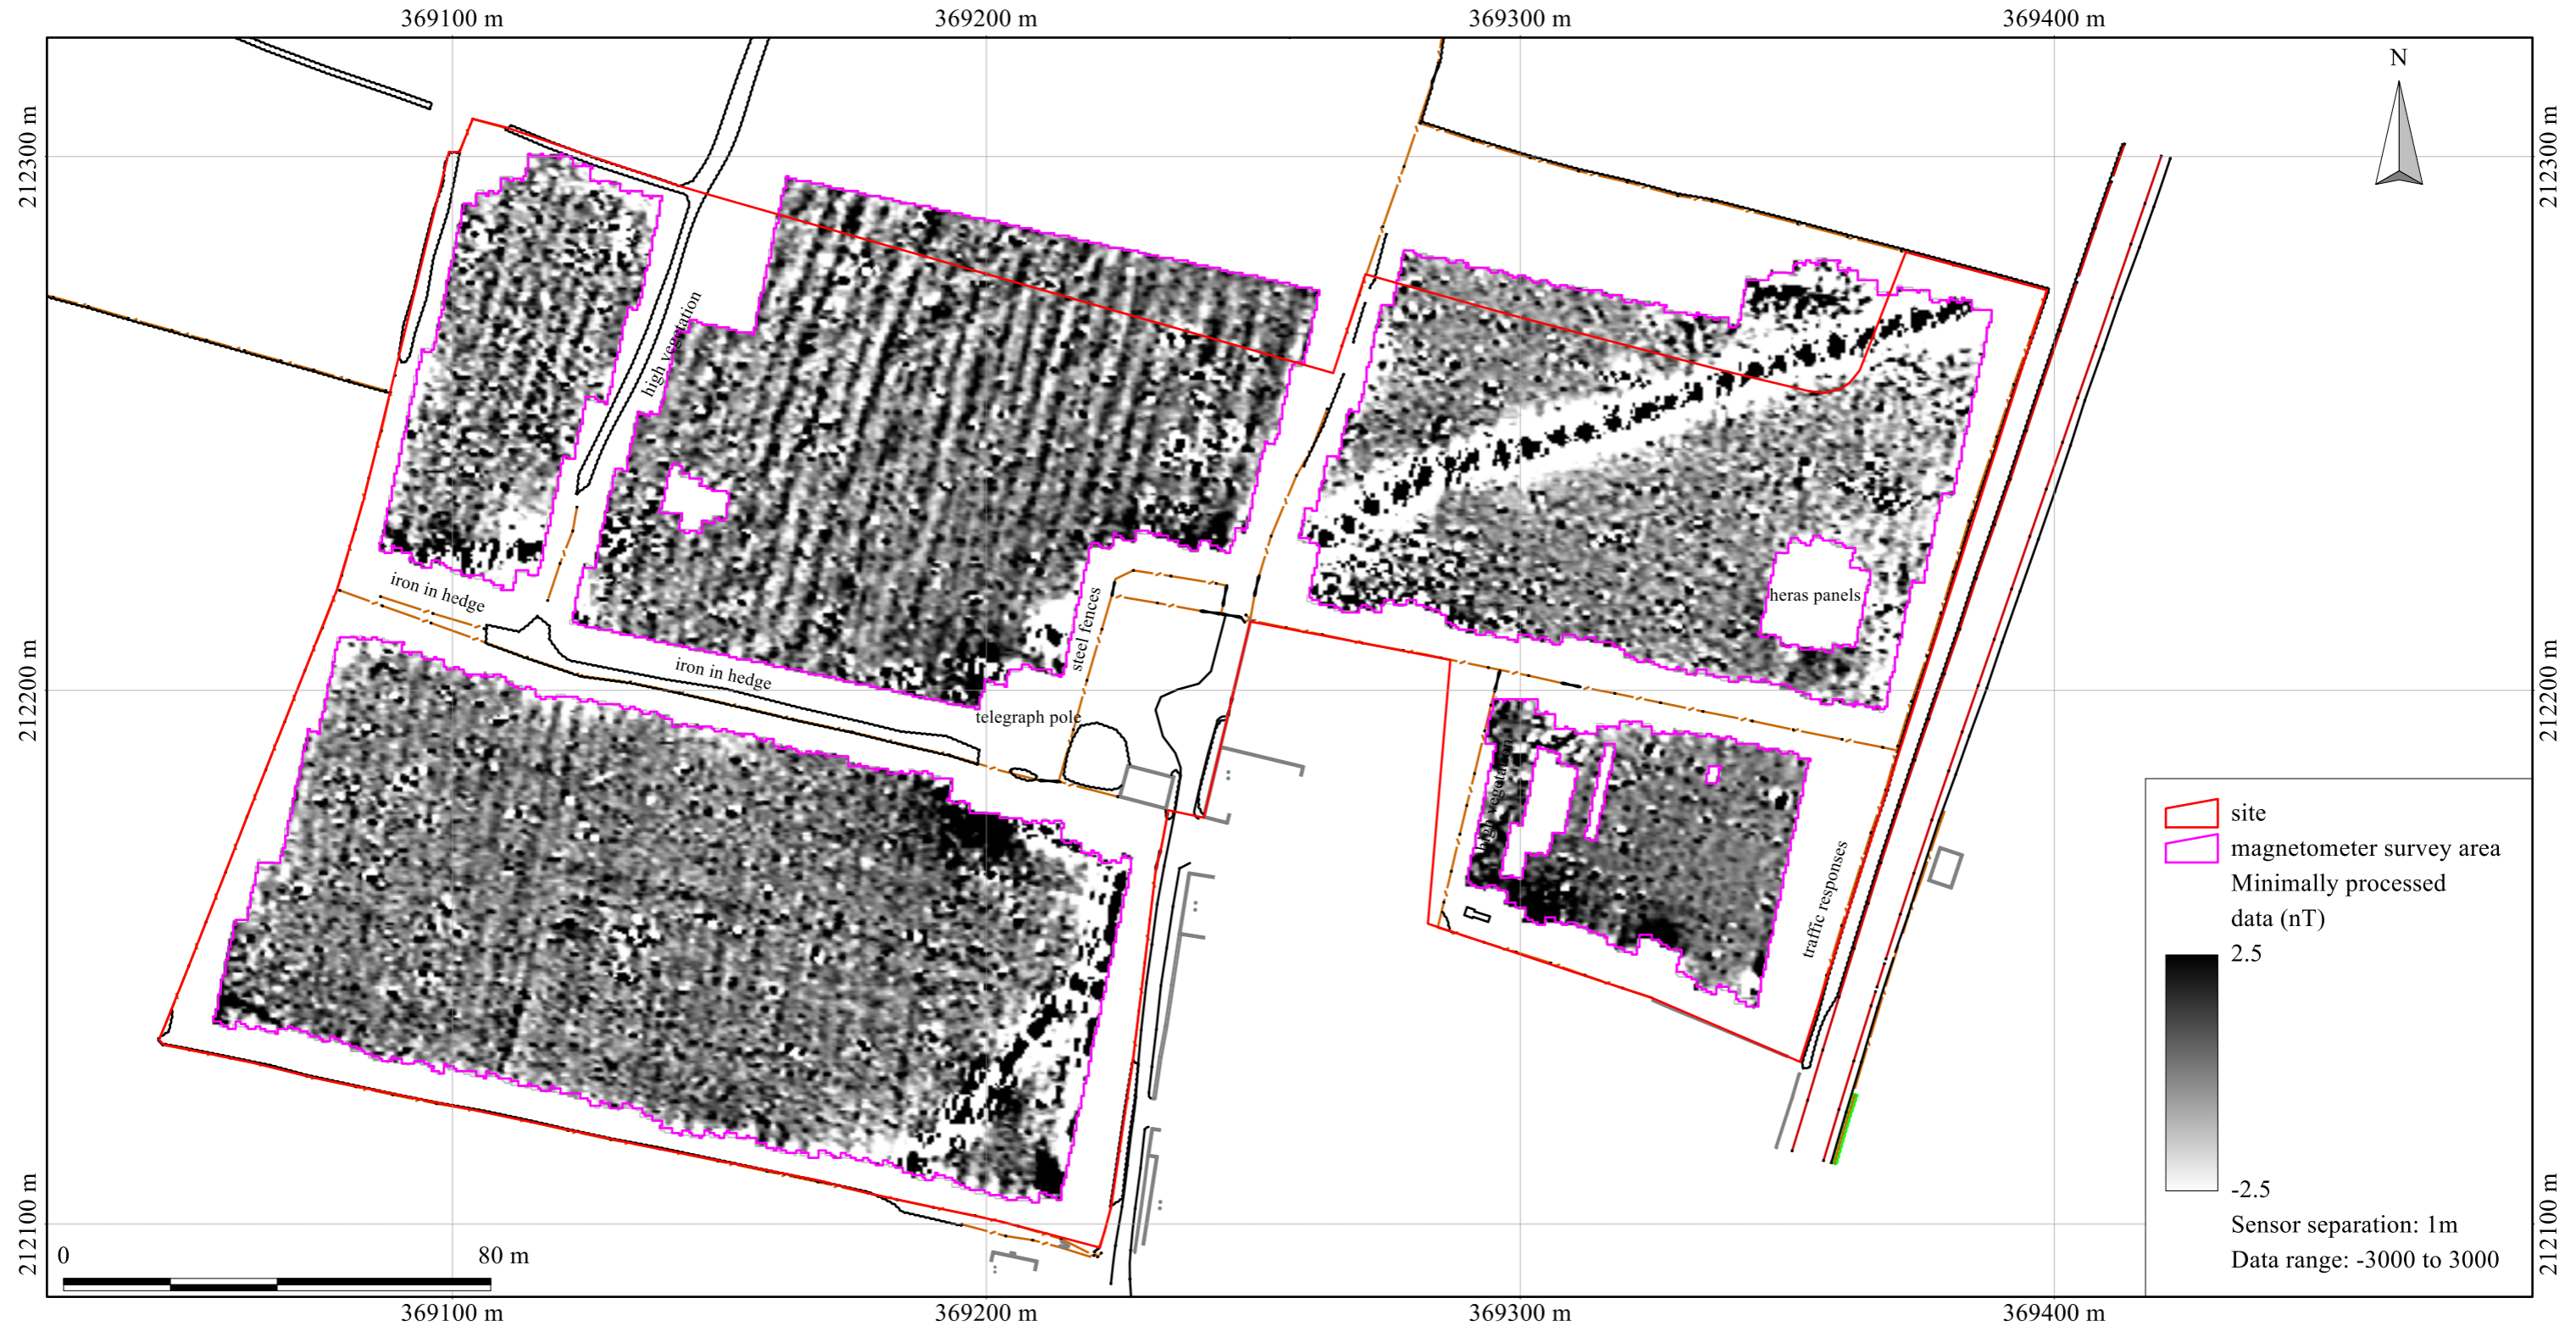 369100 m
369200 m
369300 m
369400 m
N
212300 m
212300 m
high vegetation
iron in hedge
steel fences
heras panels
iron in hedge
212200 m
212200 m
telegraph pole
high vegetation
traffic responses
site
magnetometer survey area
Minimally processed
data (nT)
2.5
-2.5
Sensor separation: 1m
Data range: -3000 to 3000
212100 m
212100 m
0
80 m
369100 m
369200 m
369300 m
369400 m